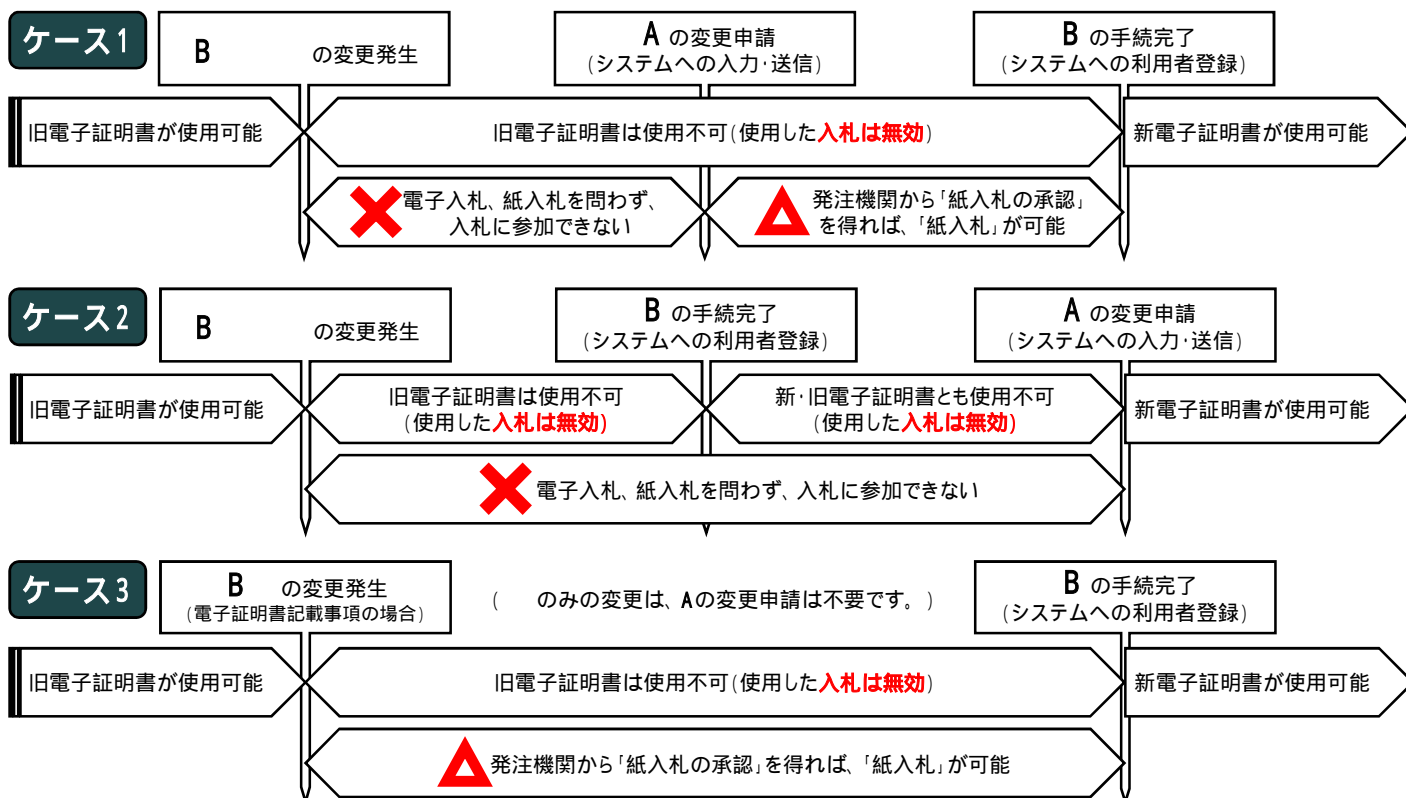 ケース1
B の変更発生
A の変更申請
(システムへの入力・送信)
B の手続完了
(システムへの利用者登録)
旧電子証明書が使用可能
旧電子証明書は使用不可(使用した入札は無効)
新電子証明書が使用可能
電子入札、紙入札を問わず、
入札に参加できない
発注機関から「紙入札の承認」
を得れば、「紙入札」が可能
ケース2
B の変更発生
B の手続完了
(システムへの利用者登録)
A の変更申請
(システムへの入力・送信)
旧電子証明書が使用可能
旧電子証明書は使用不可
(使用した入札は無効)
新・旧電子証明書とも使用不可
(使用した入札は無効)
新電子証明書が使用可能
電子入札、紙入札を問わず、入札に参加できない
ケース3
B の変更発生
(電子証明書記載事項の場合)
( のみの変更は、Aの変更申請は不要です。)
B の手続完了
(システムへの利用者登録)
旧電子証明書が使用可能
旧電子証明書は使用不可(使用した入札は無効)
新電子証明書が使用可能
発注機関から「紙入札の承認」を得れば、「紙入札」が可能